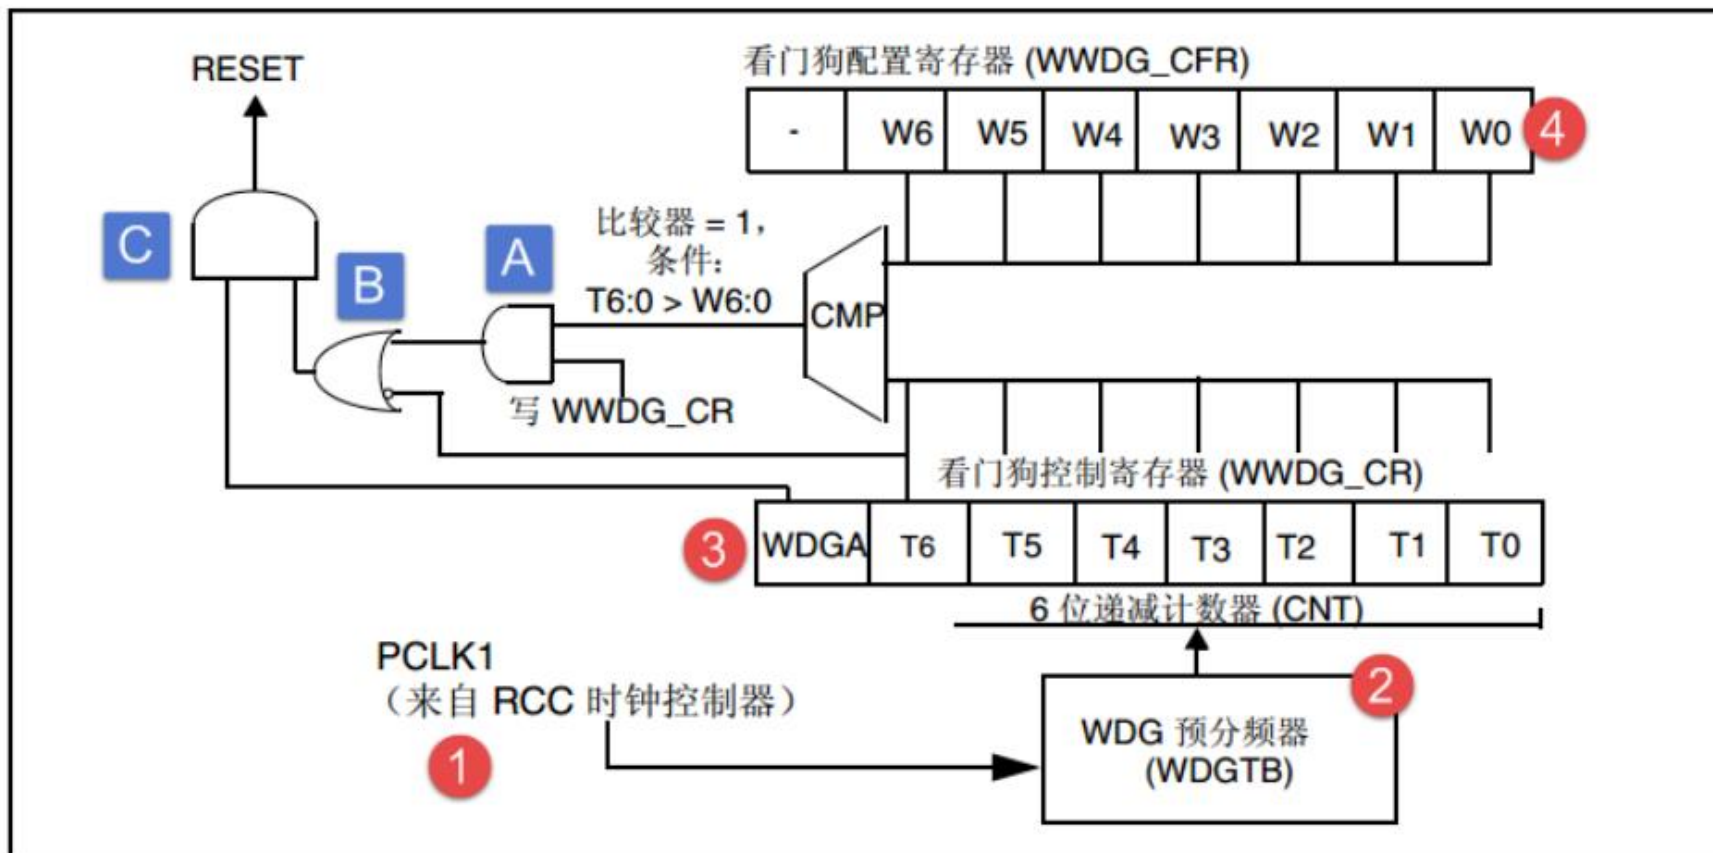 RESET
看门狗配置寄存器 (WWDG_CFR)
- W6 W5 W4 W3 W2 W1 W0 4
C
B
A
比较器 = 1,
条件:
T6:0 > W6:0
CMP
写 WWDG_CR
看门狗控制寄存器 (WWDG_CR)
3 WDGA T6 T5 T4 T3 T2 T1 T0
6 位递减计数器 (CNT)
PCLK1
（来自 RCC 时钟控制器）
1
2
WDG 预分频器
(WDGTB)